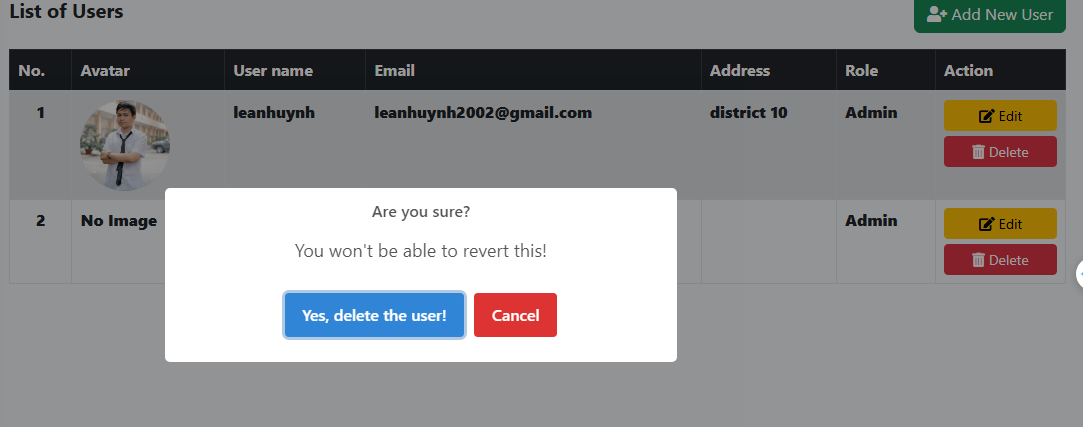 List of Users
Add New User
No. Avatar User name Email Address Role Action
1 leanhuynh leanhuynh2002@gmail.com district 10 Admin Edit
Delete
2 No Image Admin Edit
Delete
Are you sure?
You won't be able to revert this!
Yes, delete the user! Cancel